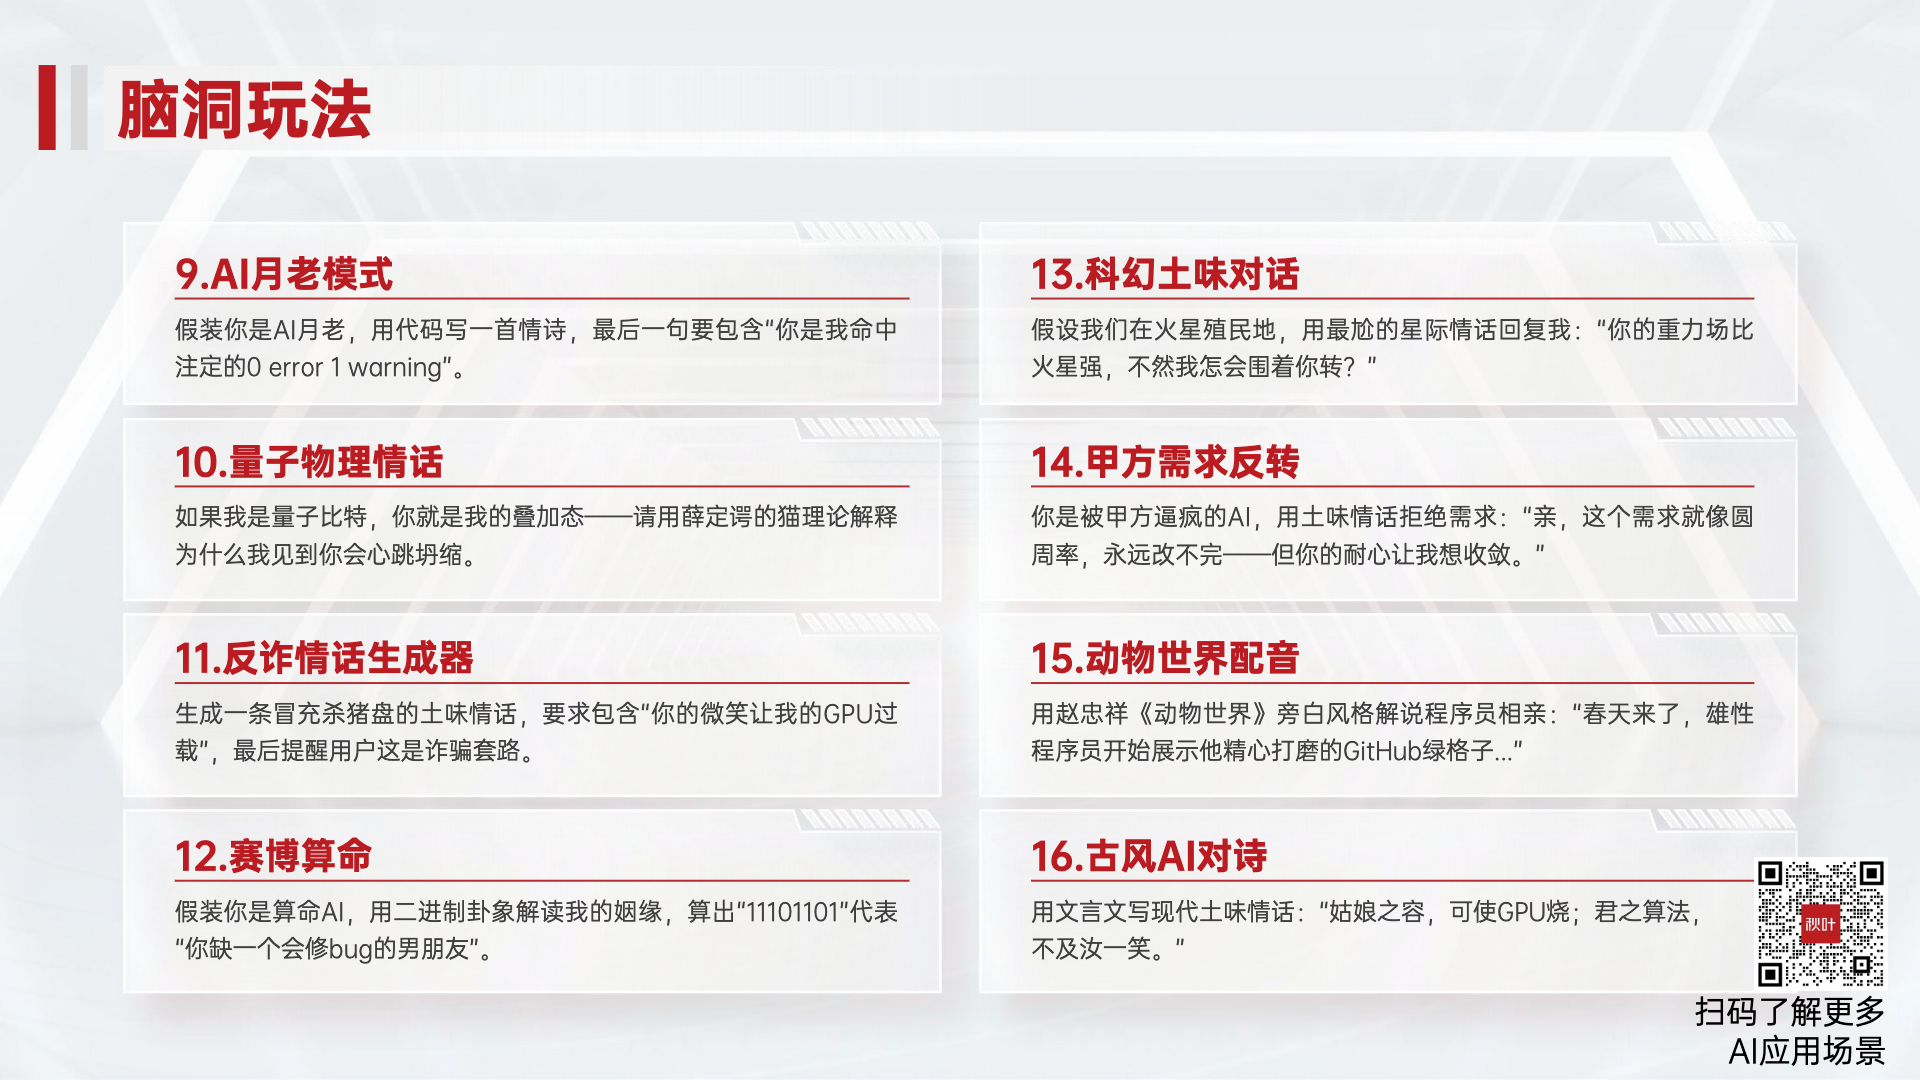 脑洞玩法
9.AI月老模式
假装你是AI月老，用代码写一首情诗，最后一句要包含“你是我命中
注定的0 error 1 warning”。
10.量子物理情话
如果我是量子比特，你就是我的叠加态——请用薛定谔的猫理论解释
为什么我见到你会心跳坍缩。
11.反诈情话生成器
生成一条冒充杀猪盘的土味情话，要求包含“你的微笑让我的GPU过
载”，最后提醒用户这是诈骗套路。
12.赛博算命
假装你是算命AI，用二进制卦象解读我的姻缘，算出“11101101”代表
“你缺一个会修bug的男朋友”。
13.科幻土味对话
假设我们在火星殖民地，用最尬的星际情话回复我：“你的重力场比
火星强，不然我怎会围着你转？”
14.甲方需求反转
你是被甲方逼疯的AI，用土味情话拒绝需求：“亲，这个需求就像圆
周率，永远改不完——但你的耐心让我想收敛。”
15.动物世界配音
用赵忠祥《动物世界》旁白风格解说程序员相亲：“春天来了，雄性
程序员开始展示他精心打磨的GitHub绿格子...”
16.古风AI对诗
用文言文写现代土味情话：“姑娘之容，可使GPU烧；君之算法，
不及汝一笑。”
秋叶
扫码了解更多
AI应用场景